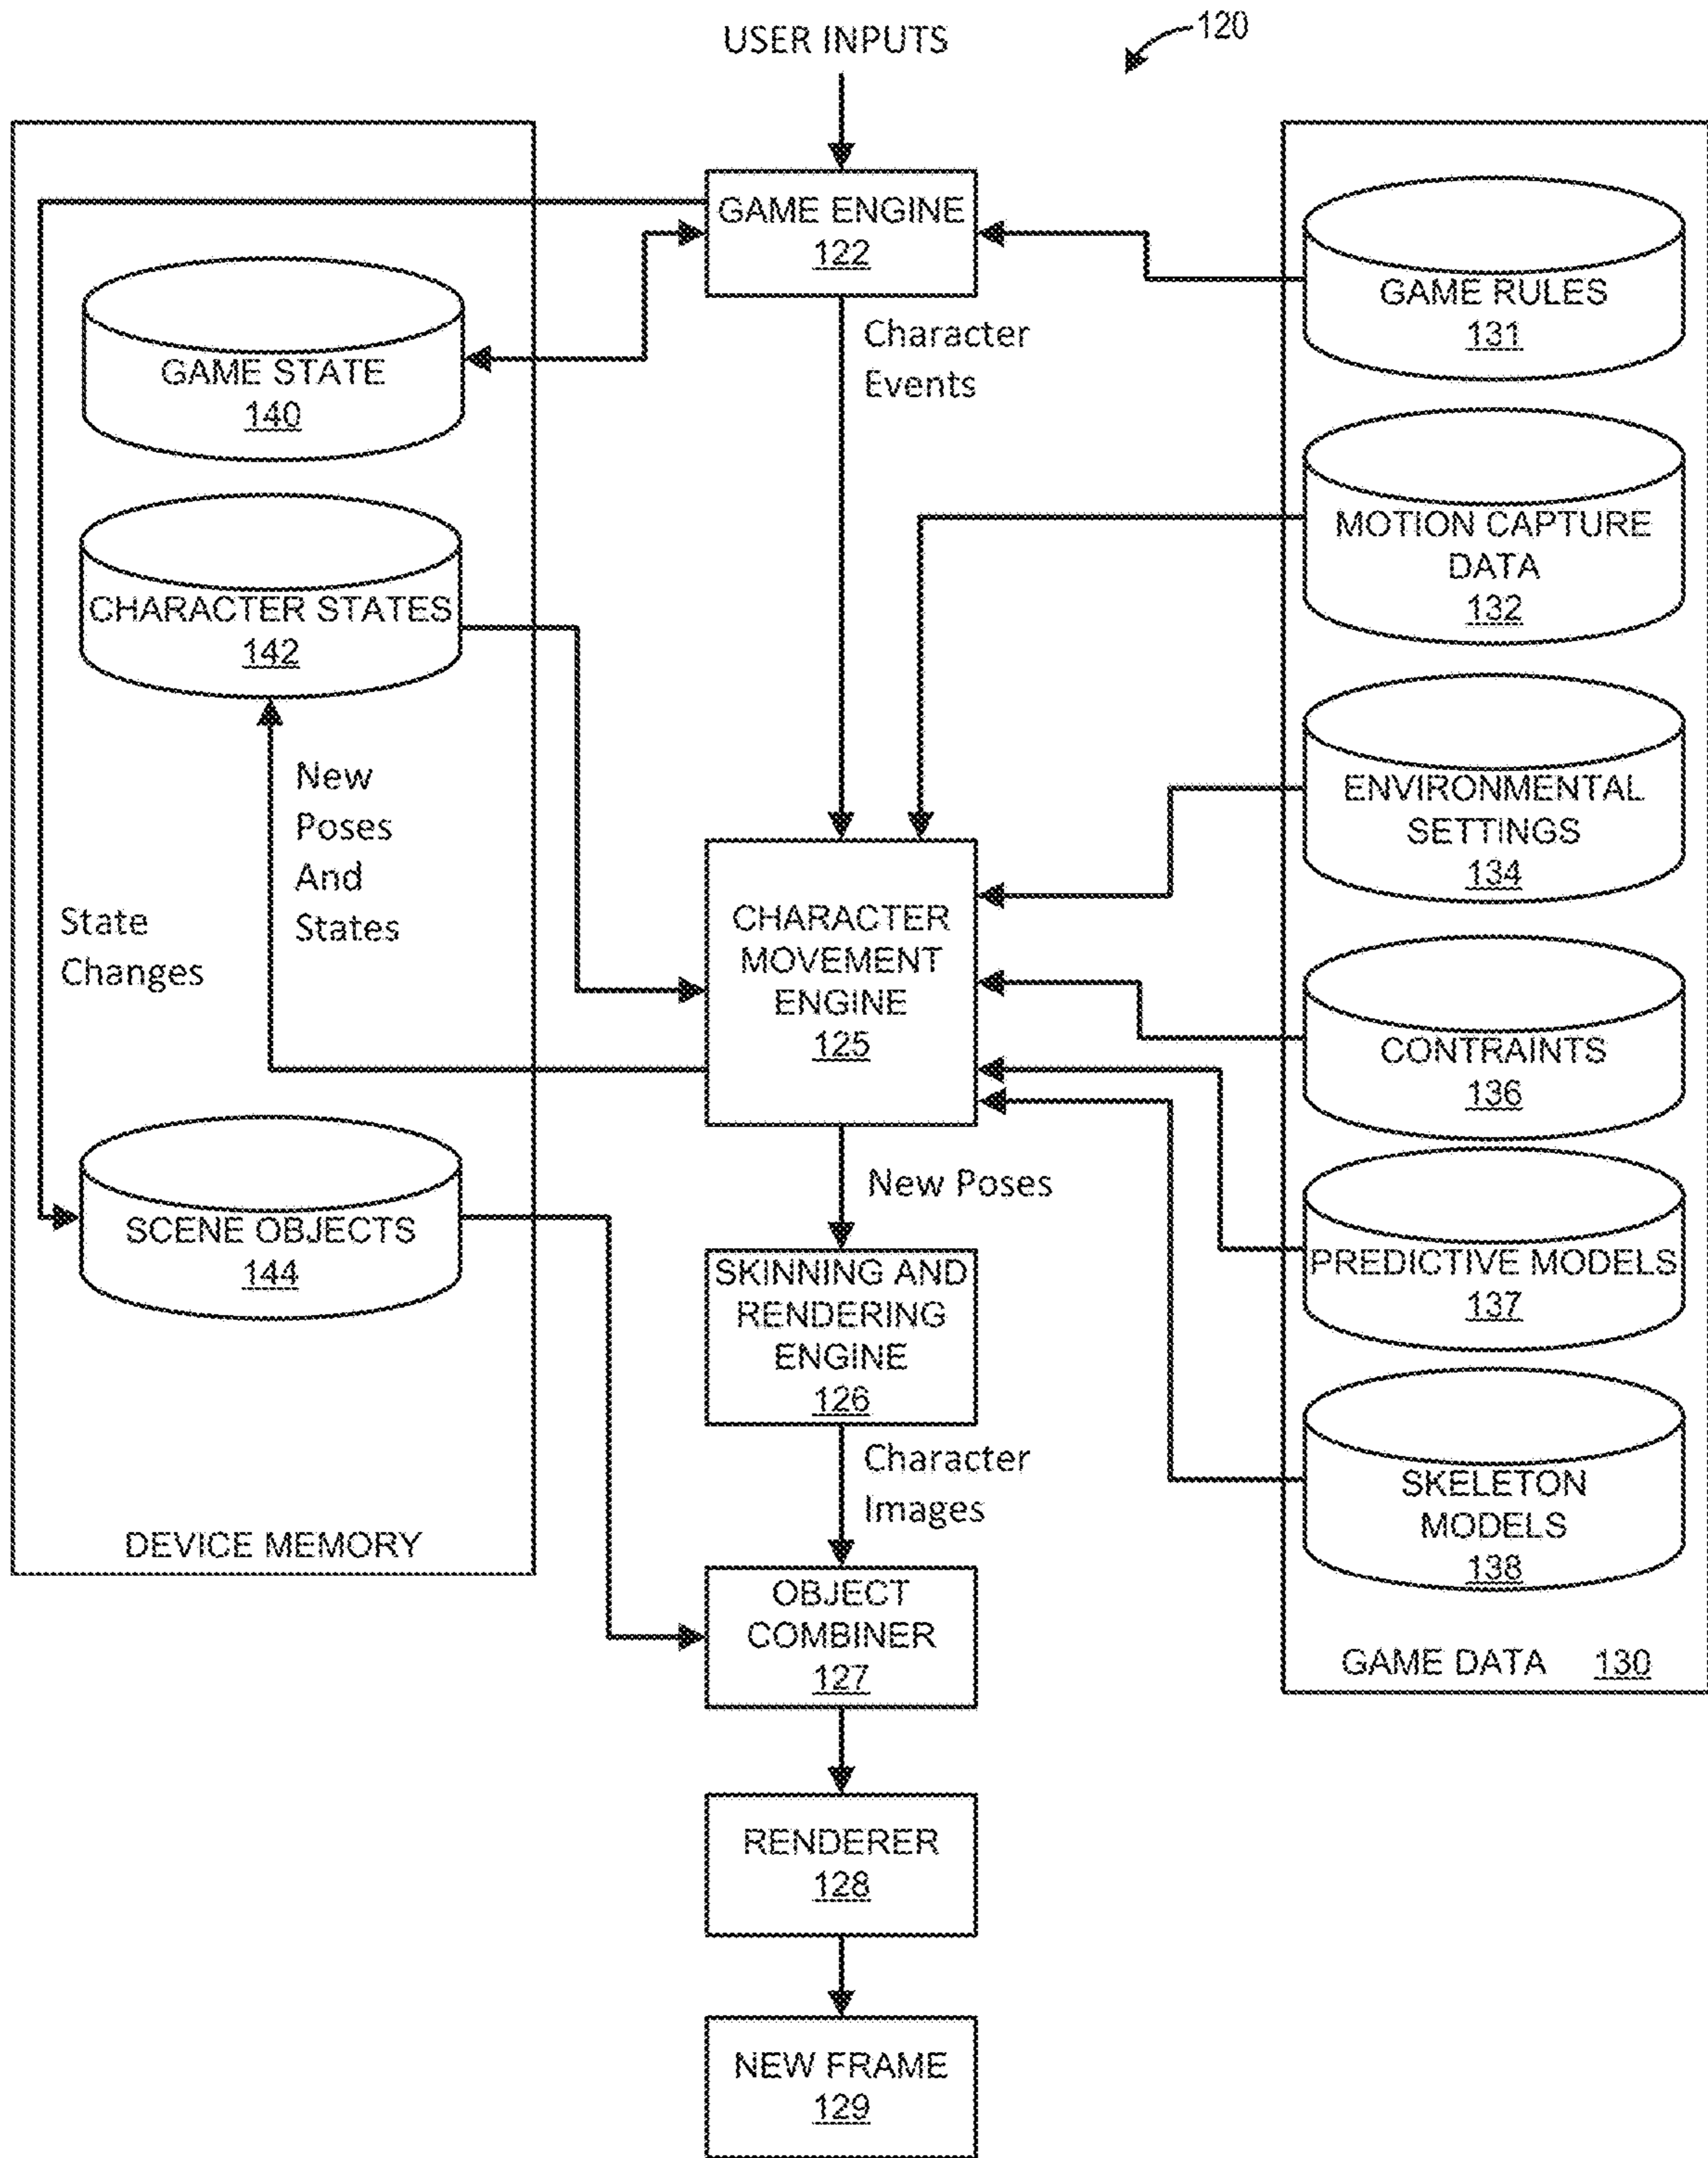 USER INPUTS
120
GAME ENGINE
122
Character
Events
GAME STATE
140
CHARACTER STATES
142
New
Poses
And
States
State
Changes
SCENE OBJECTS
144
DEVICE MEMORY
CHARACTER
MOVEMENT
ENGINE
125
New Poses
SKINNING AND
RENDERING
ENGINE
126
Character
Images
OBJECT
COMBINER
127
RENDERER
128
NEW FRAME
129
GAME RULES
131
MOTION CAPTURE
DATA
132
ENVIRONMENTAL
SETTINGS
134
CONTRAINTS
136
PREDICTIVE MODELS
137
SKELETON
MODELS
138
GAME DATA 130